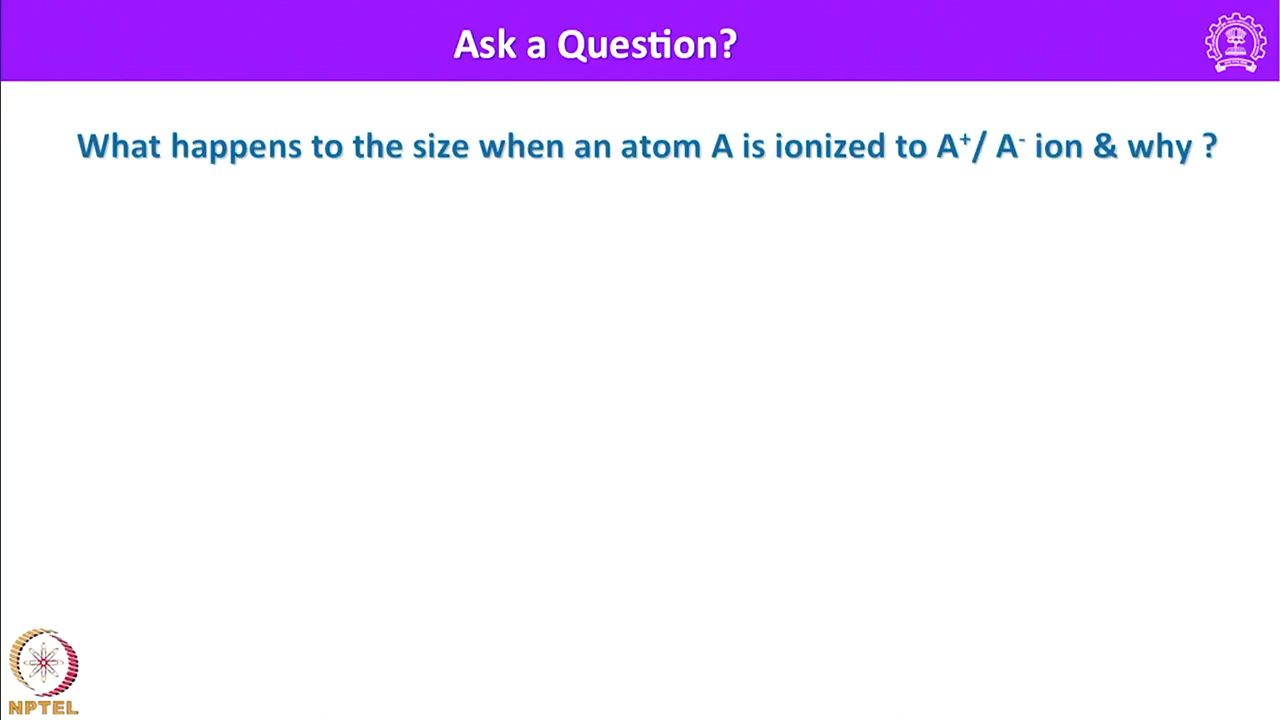 Ask a Question?
What happens to the size when an atom A is ionized to A⁺/ A⁻ ion & why ?
NPTEL